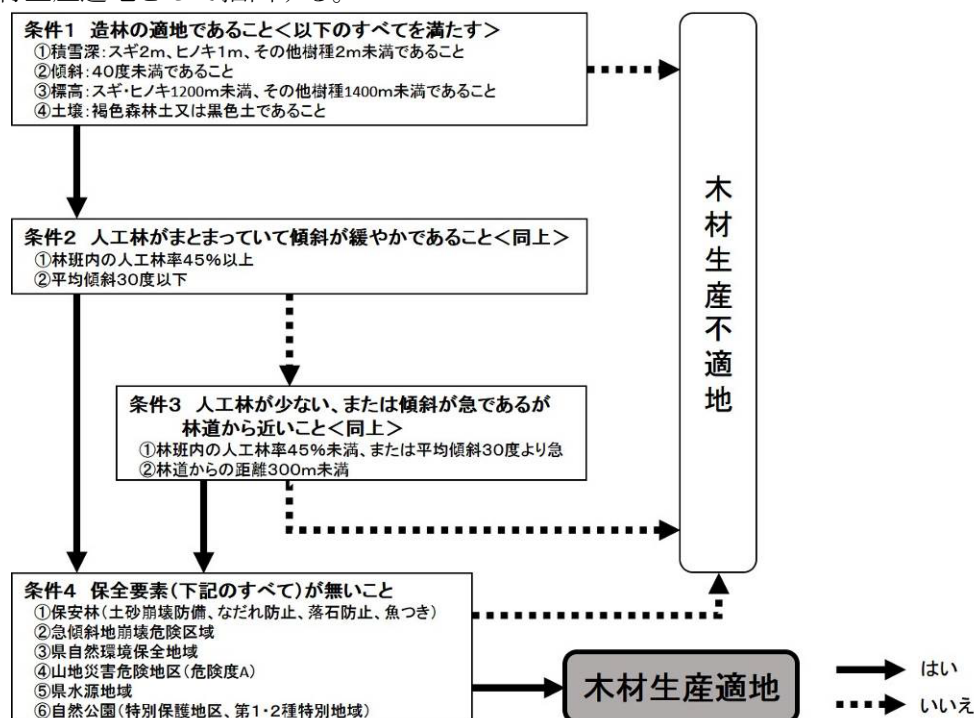 条件1 造林の適地であること<以下のすべてを満たす>
①積雪深:スギ2m、ヒノキ1m、その他樹種2m未満であること
②傾斜:40度未満であること
③標高:スギ・ヒノキ1200m未満、その他樹種1400m未満であること
④土壌:褐色森林土又は黒色土であること
条件2 人工林がまとまっていて傾斜が緩やかであること<同上>
①林班内の人工林率45%以上
②平均傾斜30度以下
条件3 人工林が少ない、または傾斜が急であるが
林道から近いこと<同上>
①林班内の人工林率45%未満、または平均傾斜30度より急
②林道からの距離300m未満
木材生産不適地
条件4 保全要素(下記のすべて)が無いこと
①保安林(土砂崩壊防備、なだれ防止、落石防止、魚つき)
②急傾斜地崩壊危険区域
③県自然環境保全地域
④山地災害危険地区(危険度A)
⑤県水源地域
⑥自然公園(特別保護地区、第1・2種特別地域)
木材生産適地
はい
いいえ